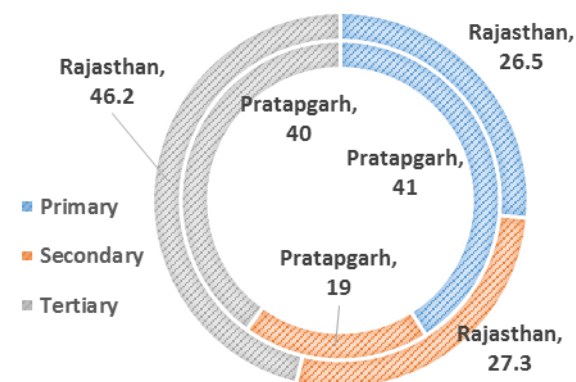 Rajasthan,
26.5
Rajasthan,
46.2
Pratapgarh,
40
Pratapgarh,
41
Primary
Secondary
Tertiary
Pratapgarh,
19
Rajasthan,
27.3